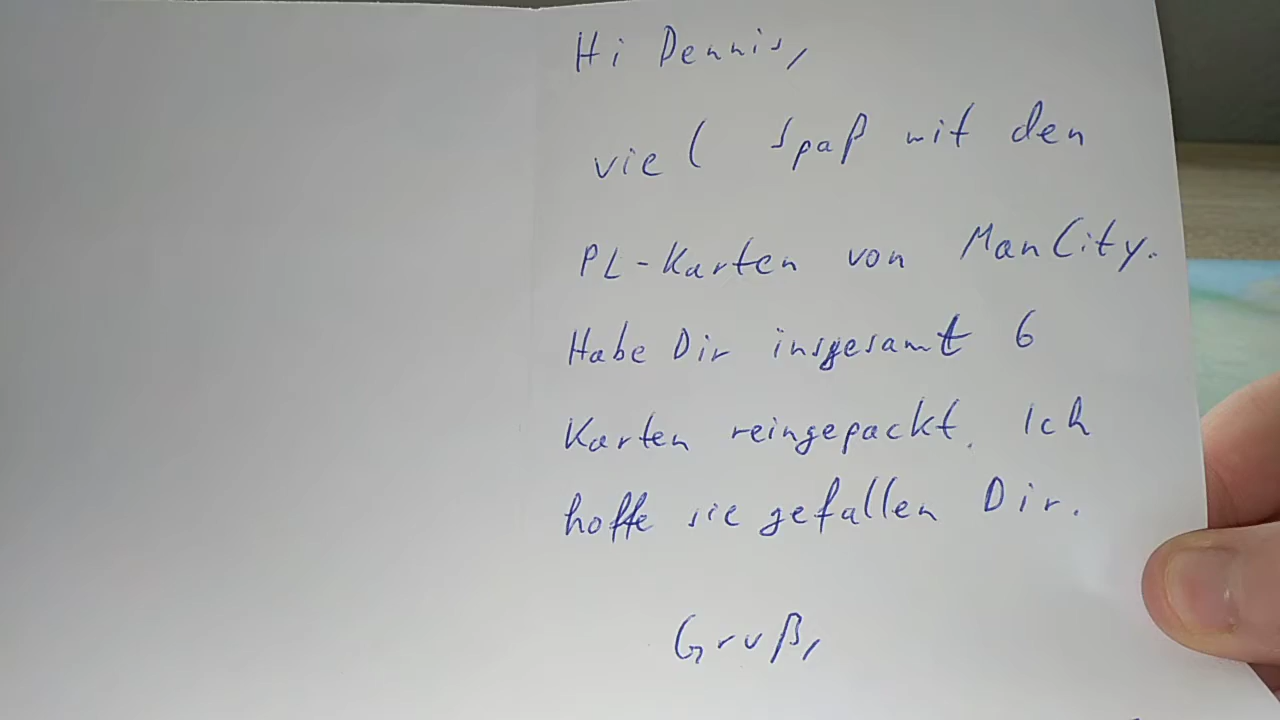 Hi Dennis,
viel Spaß mit den
PL-Karten von ManCity.
Habe Dir insgesamt 6
Karten reingepackt. Ich
hoffe sie gefallen Dir.
Gruß,